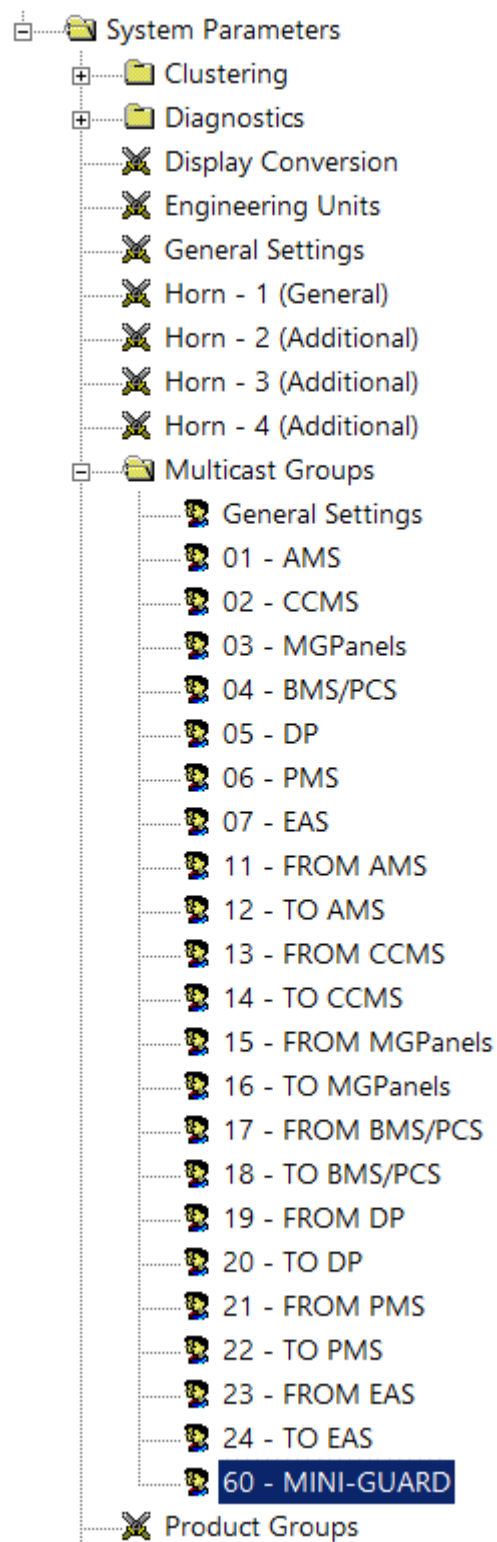 System Parameters
Clustering
Diagnostics
Display Conversion
Engineering Units
General Settings
Horn - 1 (General)
Horn - 2 (Additional)
Horn - 3 (Additional)
Horn - 4 (Additional)
Multicast Groups
General Settings
01 - AMS
02 - CCMS
03 - MGPanels
04 - BMS/PCS
05 - DP
06 - PMS
07 - EAS
11 - FROM AMS
12 - TO AMS
13 - FROM CCMS
14 - TO CCMS
15 - FROM MGPanels
16 - TO MGPanels
17 - FROM BMS/PCS
18 - TO BMS/PCS
19 - FROM DP
20 - TO DP
21 - FROM PMS
22 - TO PMS
23 - FROM EAS
24 - TO EAS
60 - MINI-GUARD
Product Groups